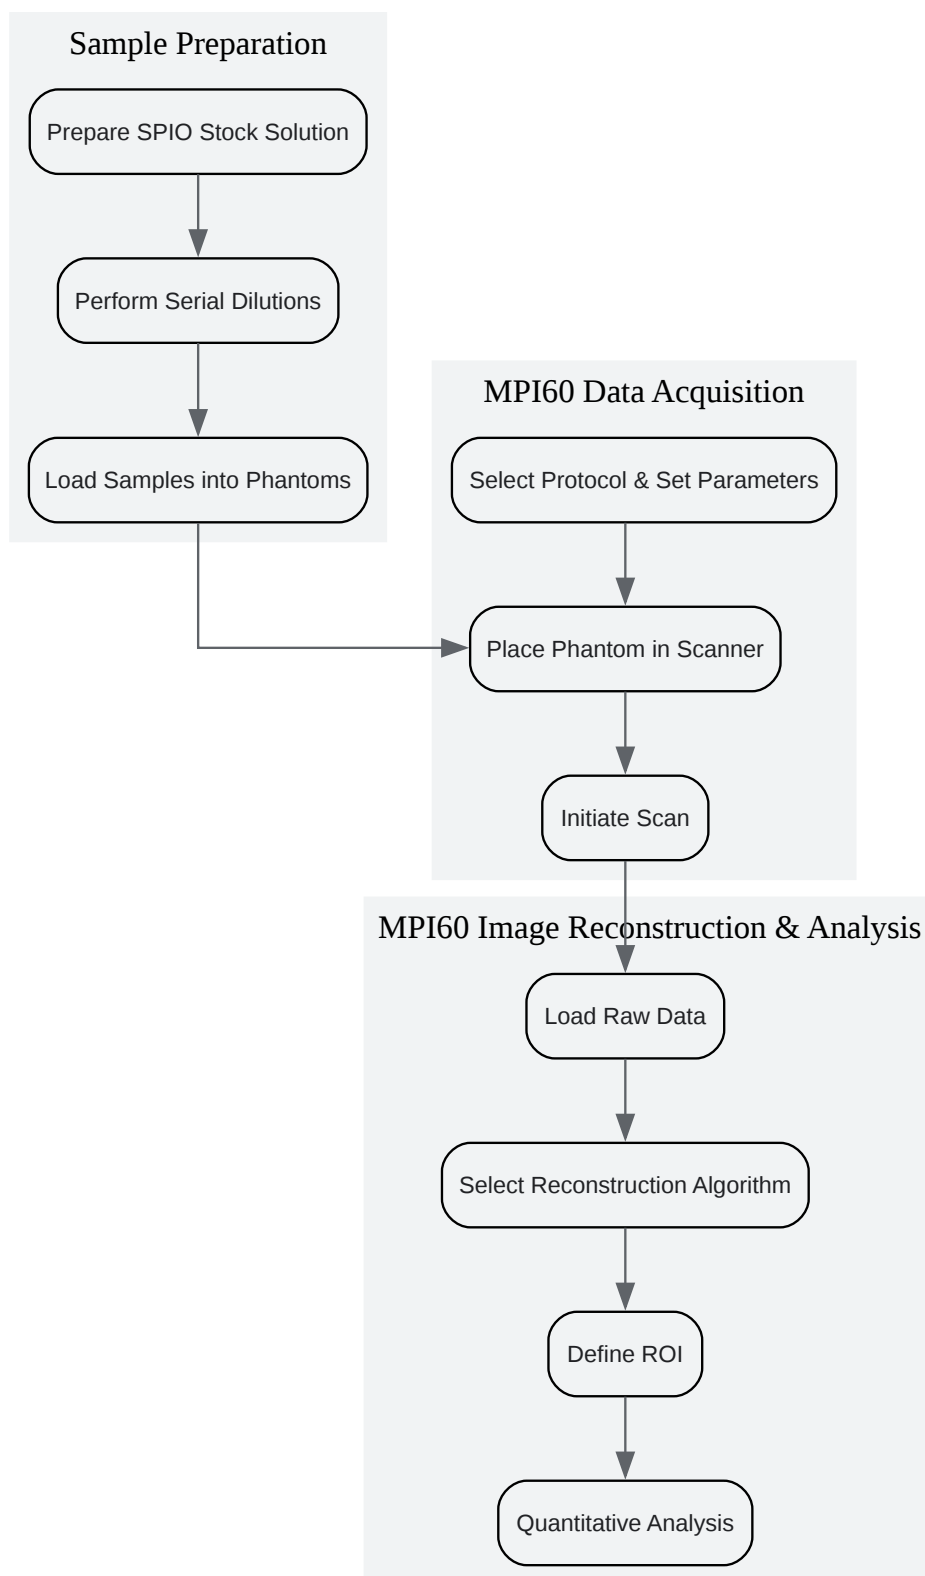 Sample Preparation
Prepare SPIO Stock Solution
Perform Serial Dilutions
Load Samples into Phantoms
MPI60 Data Acquisition
Select Protocol & Set Parameters
Place Phantom in Scanner
Initiate Scan
MPI60 Image Reconstruction & Analysis
Load Raw Data
Select Reconstruction Algorithm
Define ROI
Quantitative Analysis